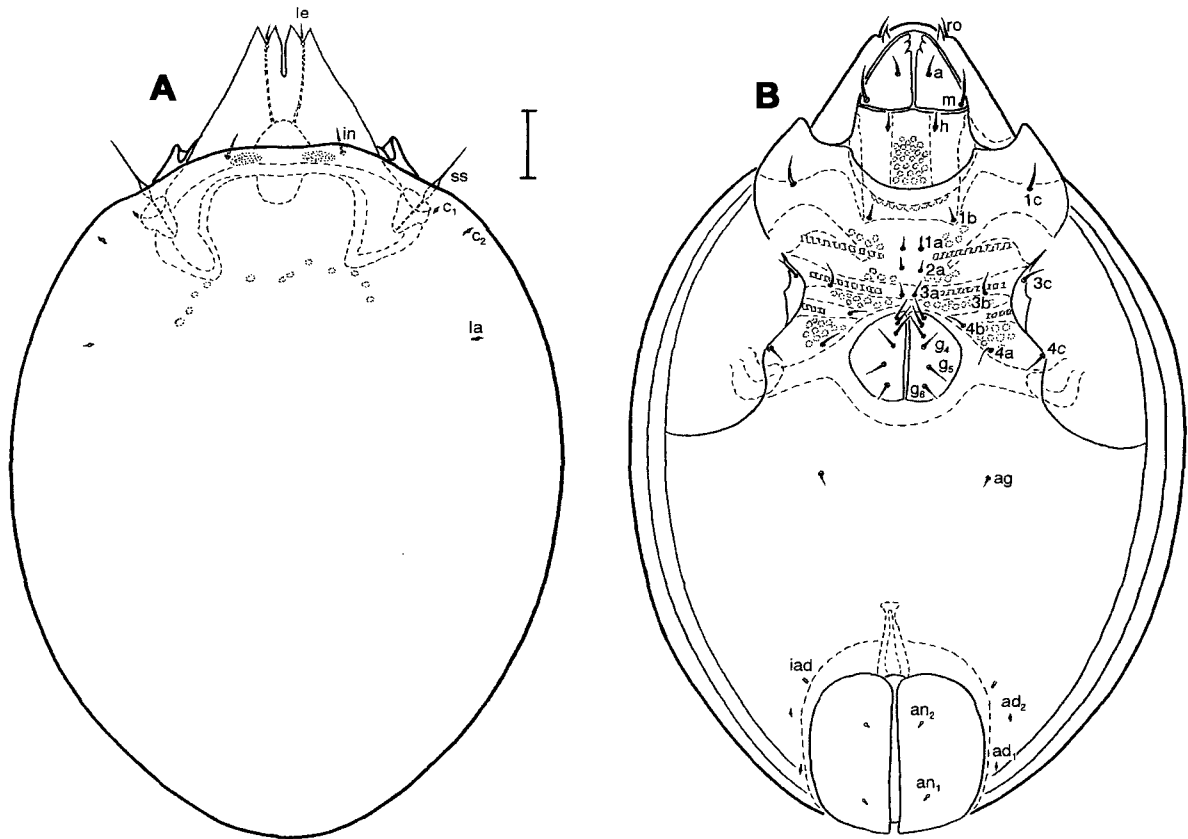 A
le
in
ss
c₁
c₂
la
B
ro
a
m
h
1c
1b
1a
2a
3a
3b
3c
4b
4a
4c
g₄
g₅
g₆
ag
iad
ad₂
an₂
ad₁
an₁